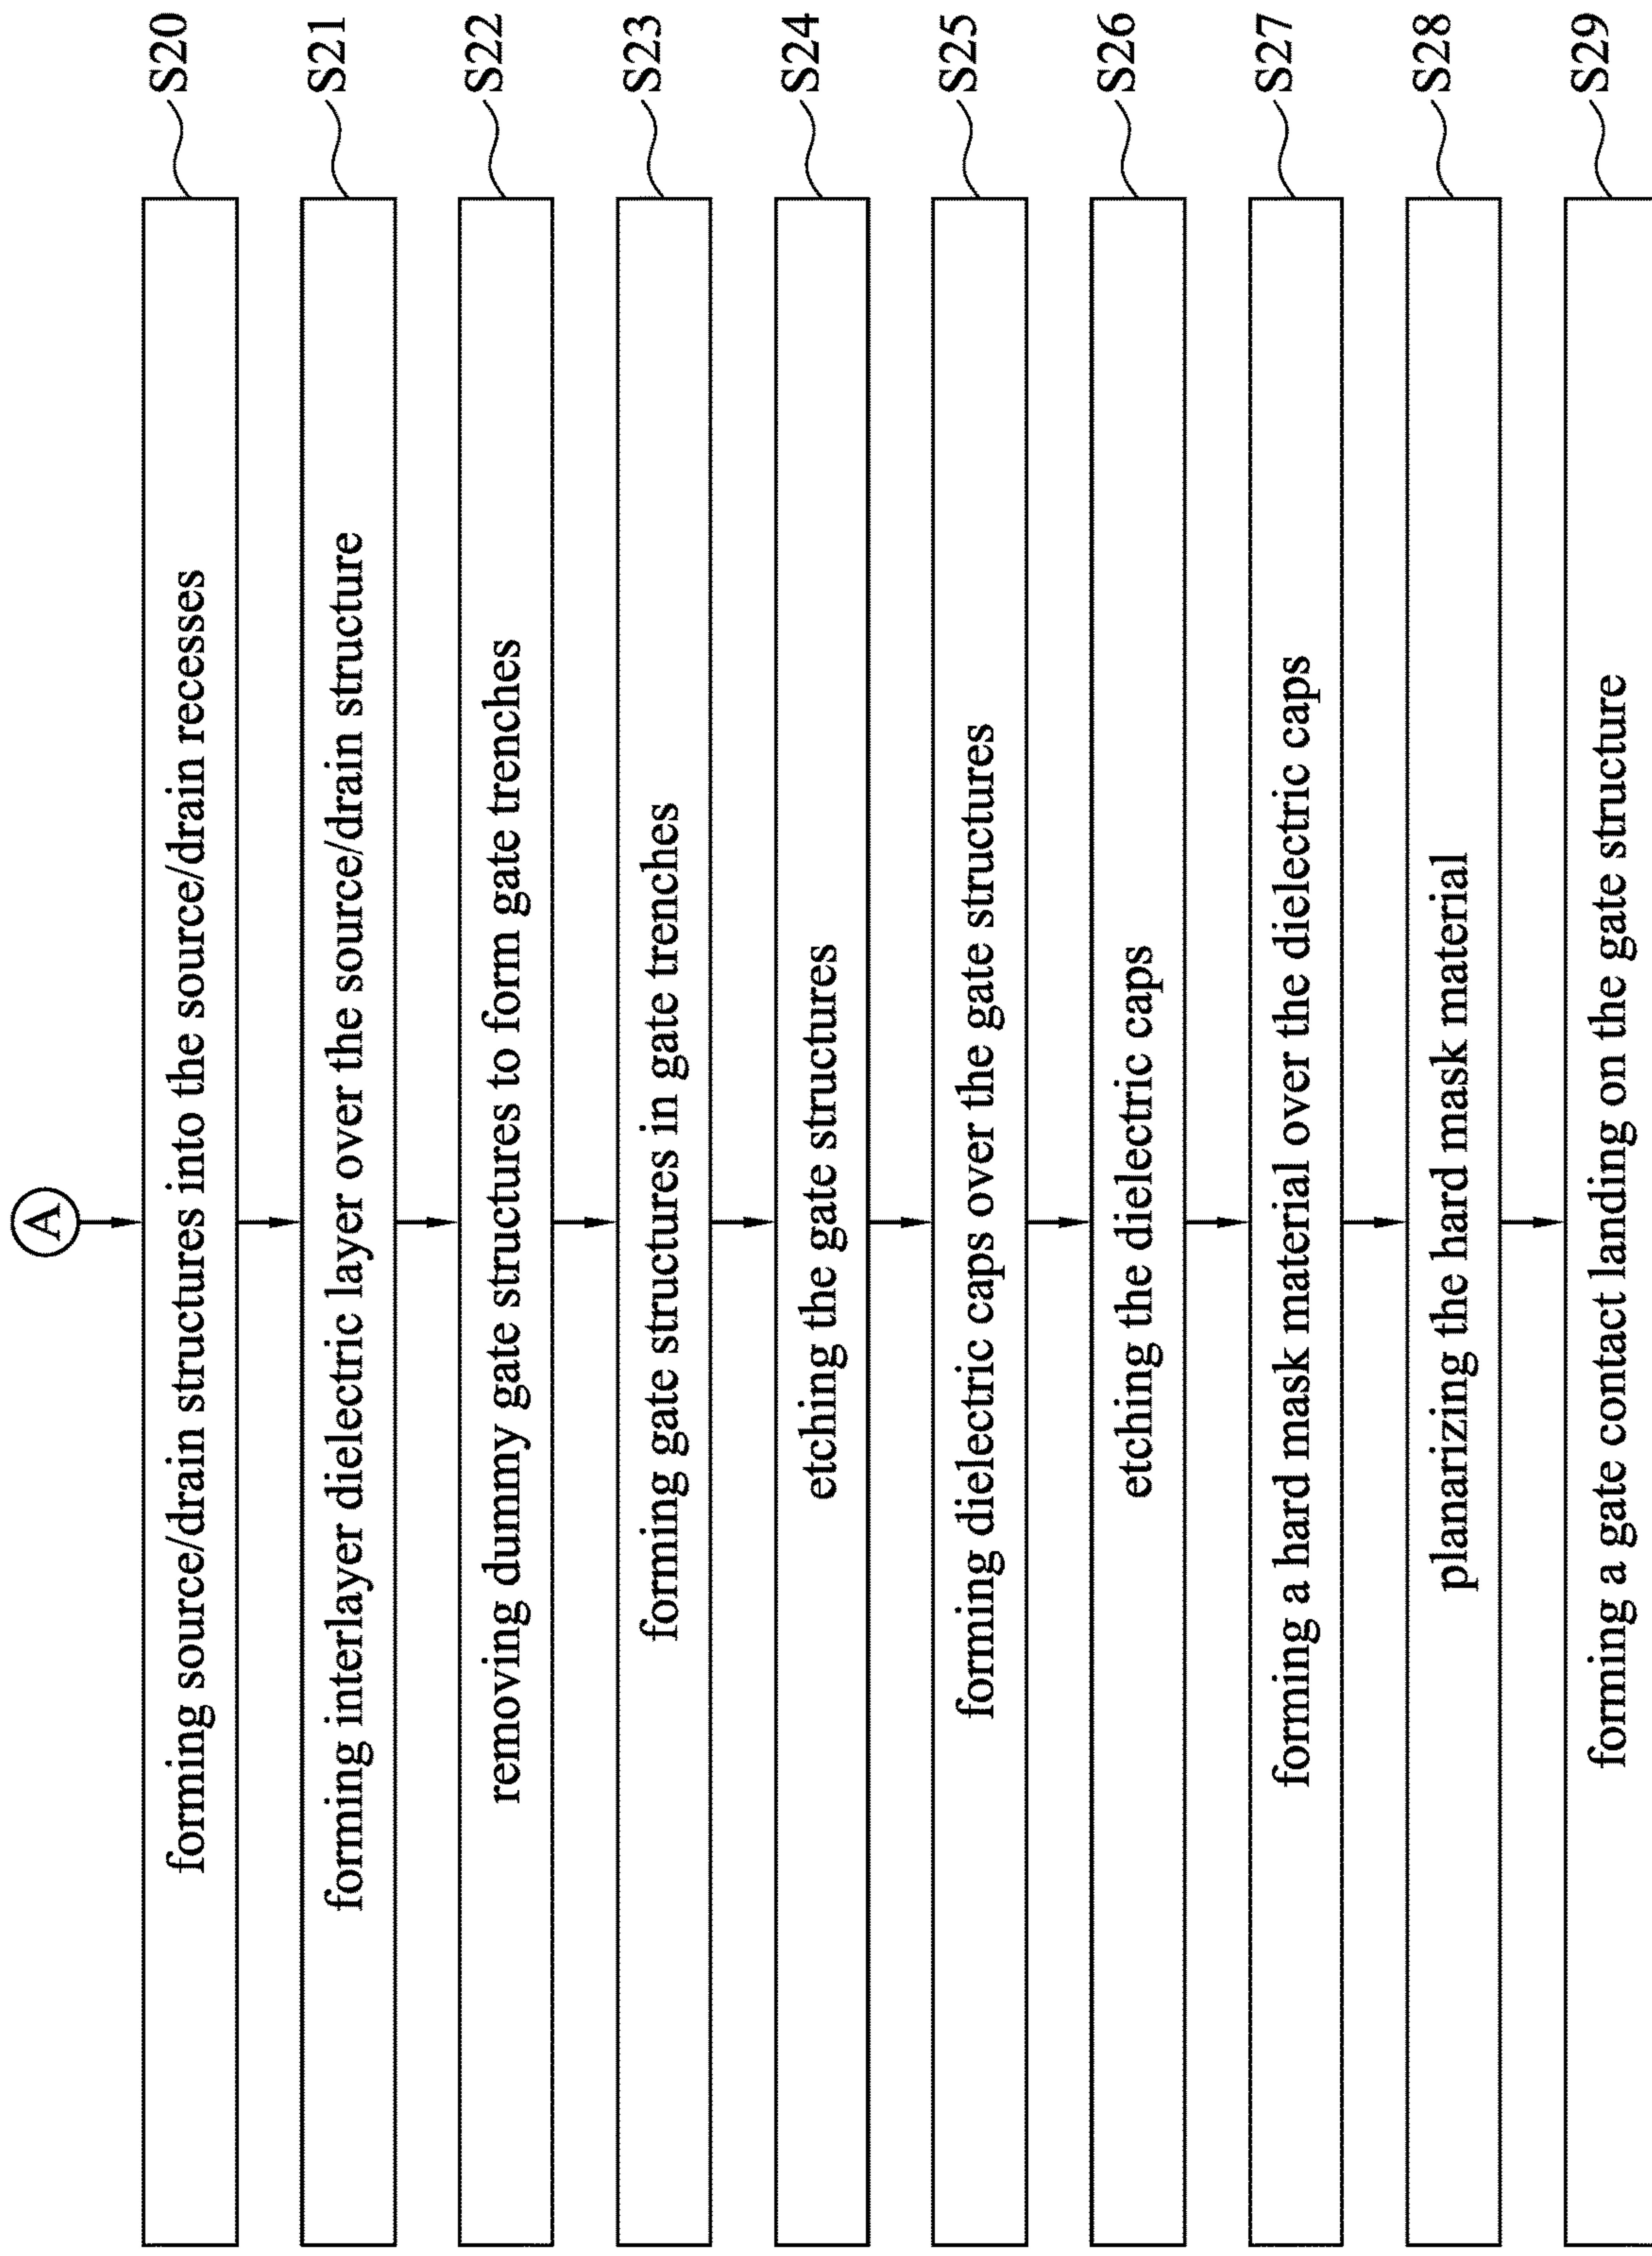 A
forming source/drain structures into the source/drain recesses
S20
forming interlayer dielectric layer over the source/drain structure
S21
removing dummy gate structures to form gate trenches
S22
forming gate structures in gate trenches
S23
etching the gate structures
S24
forming dielectric caps over the gate structures
S25
etching the dielectric caps
S26
forming a hard mask material over the dielectric caps
S27
planarizing the hard mask material
S28
forming a gate contact landing on the gate structure
S29